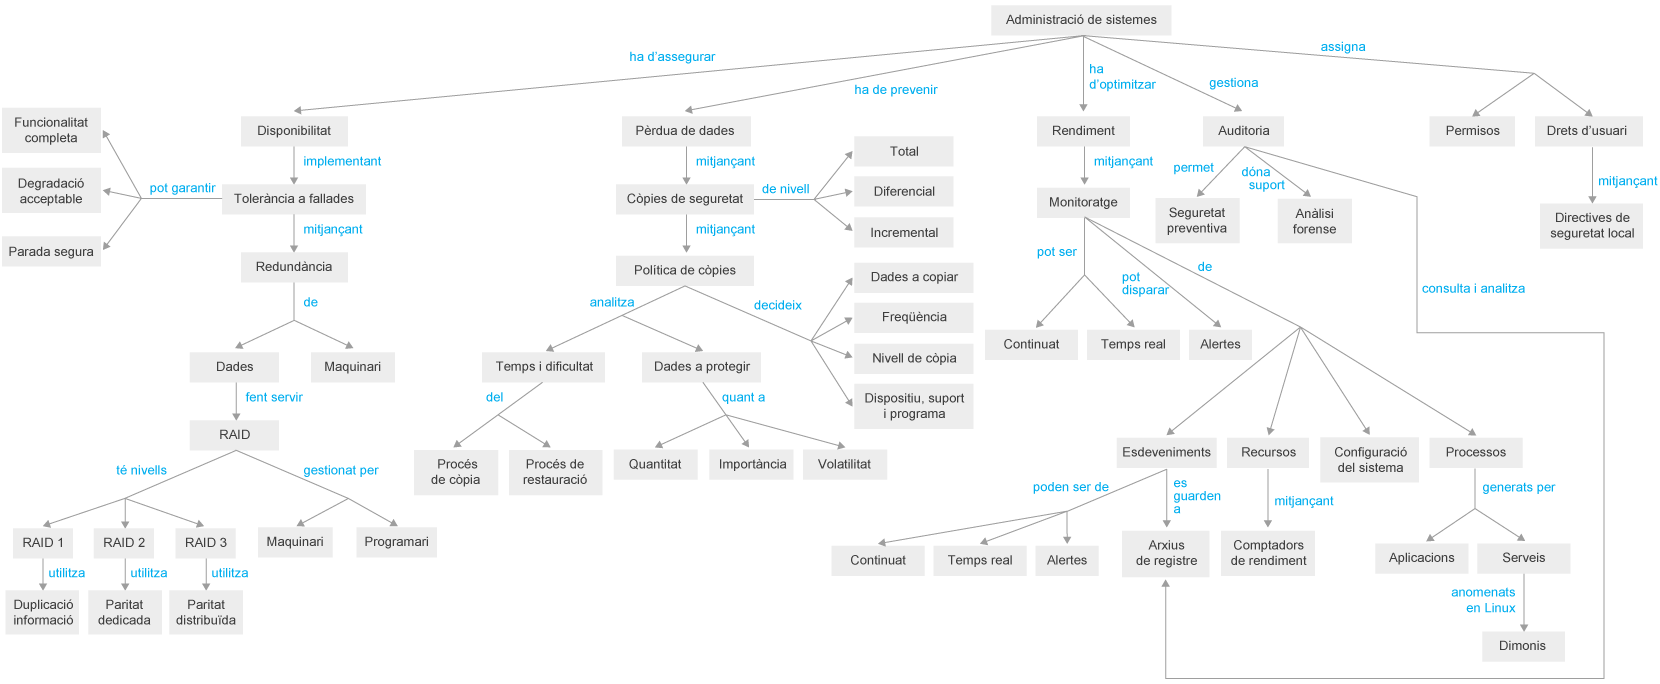 Administració de sistemes
ha d'assegurar
ha de prevenir
ha
d'optimitzar
gestiona
assigna
Funcionalitat
completa
Degradació
acceptable
Parada segura
pot garantir
Disponibilitat
implementant
Tolerància a fallades
mitjançant
Redundància
de
Dades
Maquinari
fent servir
RAID
té nivells
gestionat per
RAID 1
RAID 2
RAID 3
Maquinari
Programari
utilitza
utilitza
utilitza
Duplicació
informació
Paritat
dedicada
Paritat
distribuïda
Pèrdua de dades
mitjançant
Còpies de seguretat
de nivell
Total
Diferencial
Incremental
mitjançant
Política de còpies
analitza
decideix
Dades a copiar
Freqüència
Nivell de còpia
Dispositiu, suport
i programa
Temps i dificultat
Dades a protegir
del
quant a
Procés
de còpia
Procés de
restauració
Quantitat
Importància
Volatilitat
Rendiment
mitjançant
Monitoratge
pot ser
pot
disparar
de
Continuat
Temps real
Alertes
Esdeveniments
Recursos
Configuració
del sistema
Processos
poden ser de
es
guarden
a
mitjançant
generats per
Continuat
Temps real
Alertes
Arxius
de registre
Comptadors
de rendiment
Aplicacions
Serveis
anomenats
en Linux
Dimonis
Auditoria
permet
dóna
suport
Seguretat
preventiva
Anàlisi
forense
consulta i analitza
Permisos
Drets d'usuari
mitjançant
Directives de
seguretat local